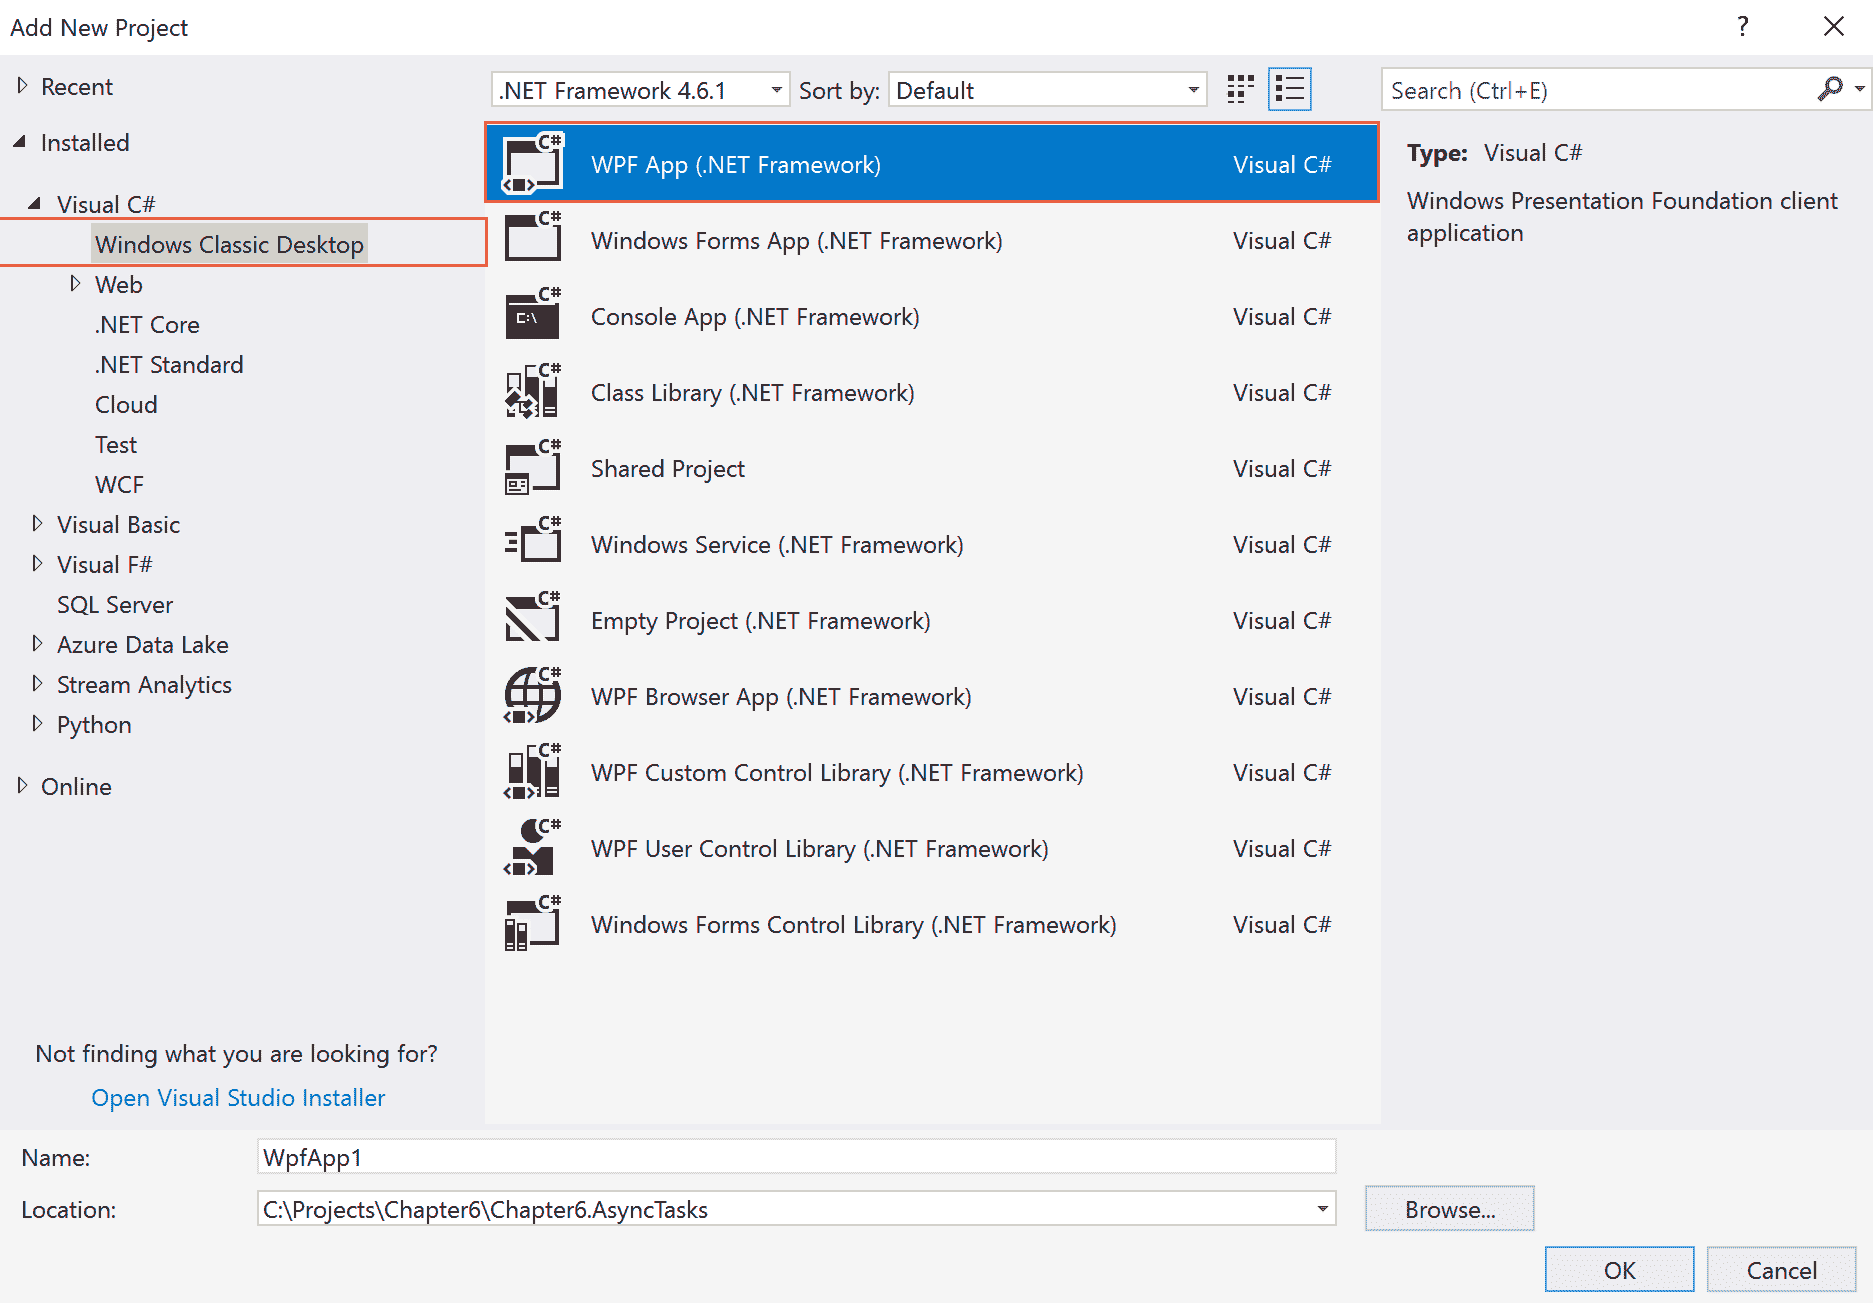 Add New Project
?
Recent
Installed
Visual C#
Windows Classic Desktop
Web
.NET Core
.NET Standard
Cloud
Test
WCF
Visual Basic
Visual F#
SQL Server
Azure Data Lake
Stream Analytics
Python
Online
Not finding what you are looking for?
Open Visual Studio Installer
.NET Framework 4.6.1
Sort by:
Default
C# WPF App (.NET Framework) Visual C#
C# Windows Forms App (.NET Framework) Visual C#
C# C:\ Console App (.NET Framework) Visual C#
C# Class Library (.NET Framework) Visual C#
C# Shared Project Visual C#
C# Windows Service (.NET Framework) Visual C#
C# Empty Project (.NET Framework) Visual C#
C# WPF Browser App (.NET Framework) Visual C#
C# WPF Custom Control Library (.NET Framework) Visual C#
C# WPF User Control Library (.NET Framework) Visual C#
C# Windows Forms Control Library (.NET Framework) Visual C#
Search (Ctrl+E)
Type: Visual C#
Windows Presentation Foundation client
application
Name: WpfApp1
Location: C:\Projects\Chapter6\Chapter6.AsyncTasks
Browse...
OK
Cancel